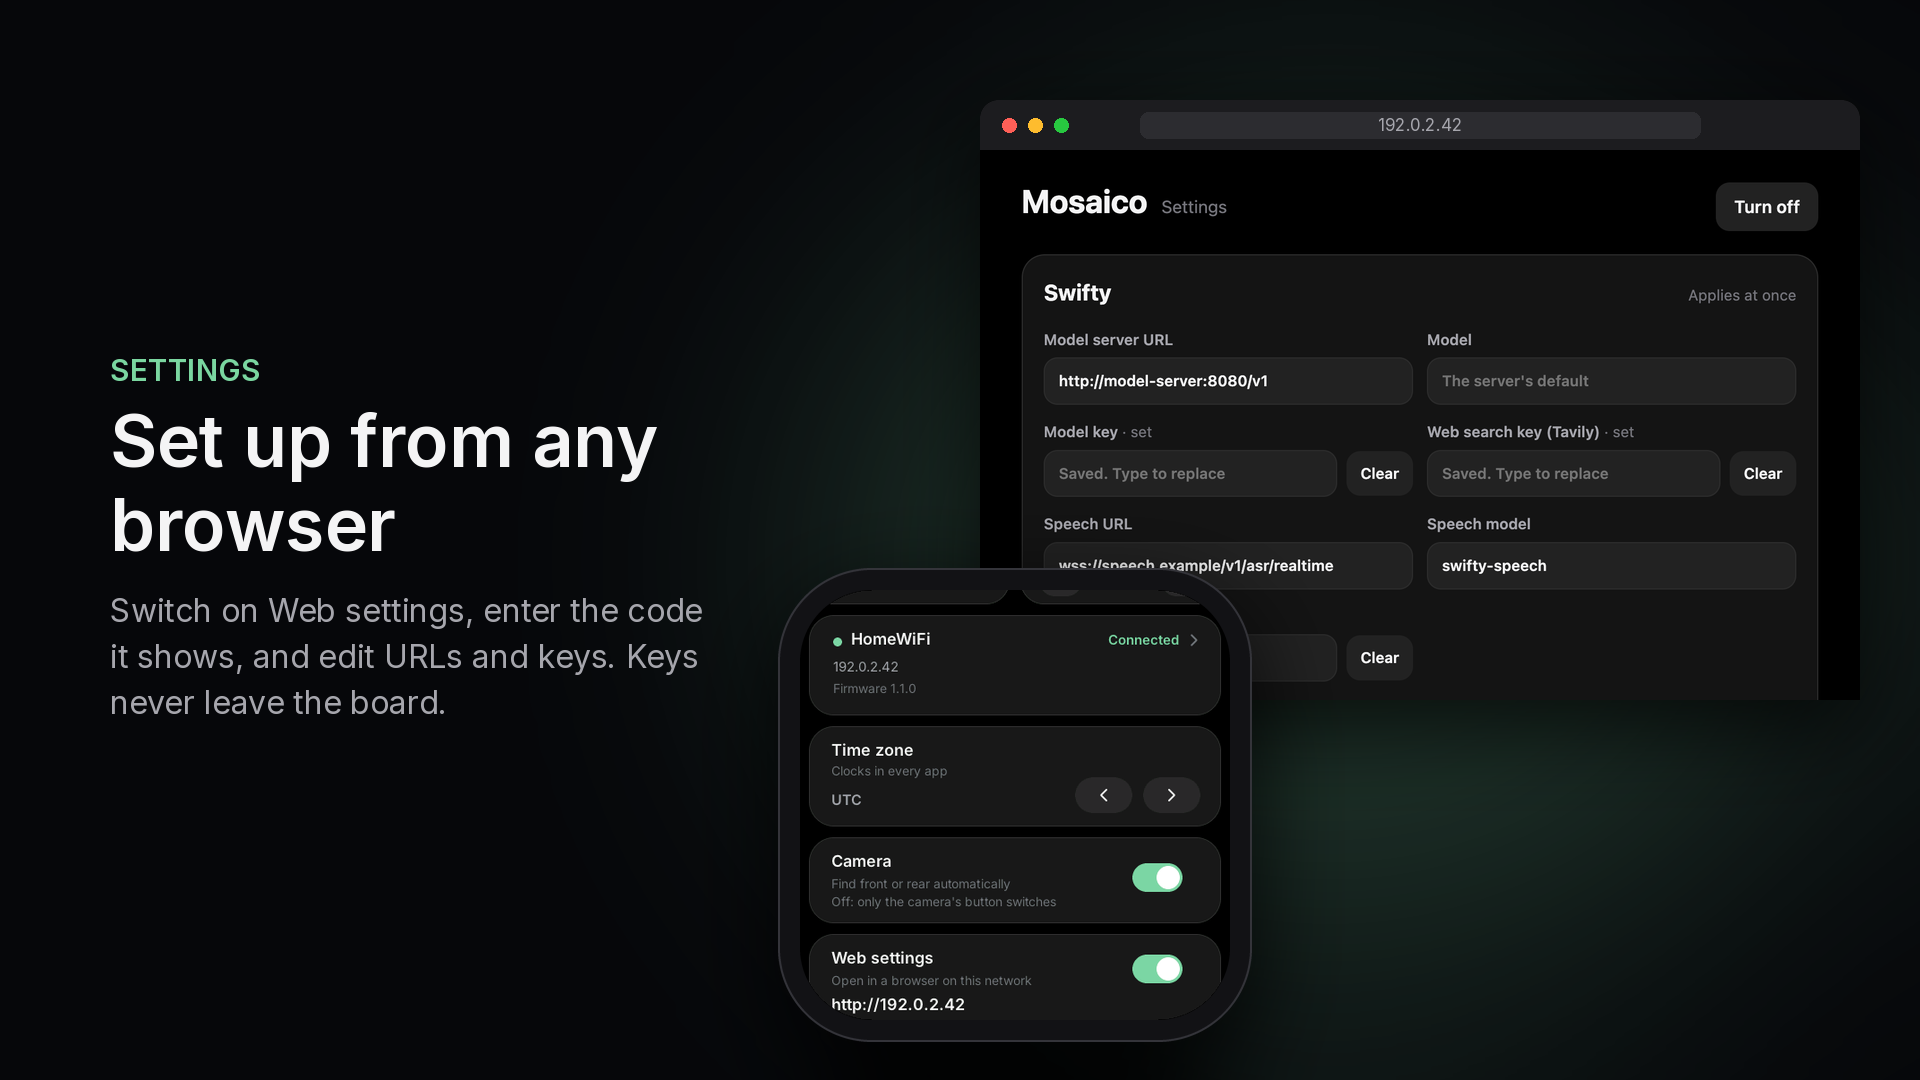 SETTINGS
Set up from any
browser
Switch on Web settings, enter the code
it shows, and edit URLs and keys. Keys
never leave the board.
192.0.2.42
Mosaico Settings
Turn off
Swifty
Applies at once
Model server URL
Model
http://model-server:8080/v1
The server's default
Model key · set
Web search key (Tavily) · set
Saved. Type to replace
Clear
Saved. Type to replace
Clear
Speech URL
Speech model
wss://speech.example/v1/asr/realtime
swifty-speech
Clear
HomeWiFi
Connected
192.0.2.42
Firmware 1.1.0
Time zone
Clocks in every app
UTC
Camera
Find front or rear automatically
Off: only the camera's button switches
Web settings
Open in a browser on this network
http://192.0.2.42